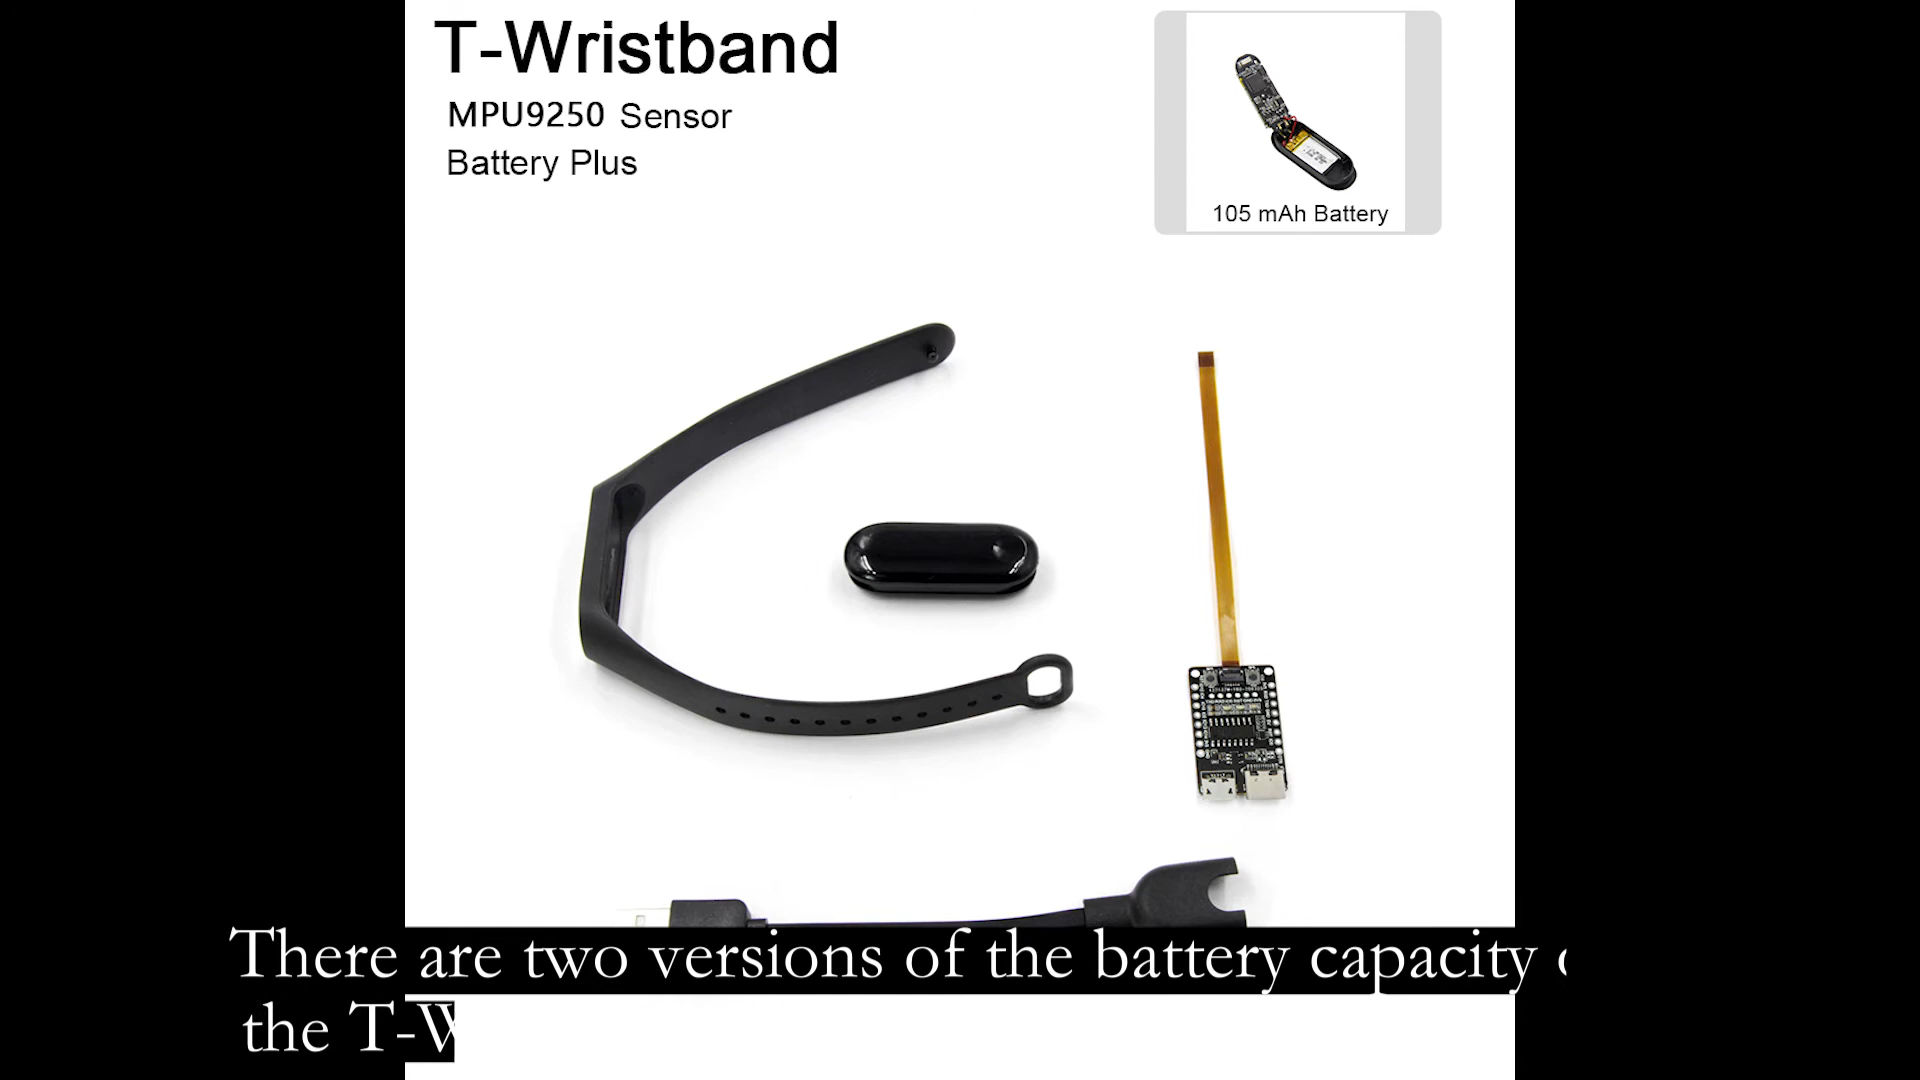 T-Wristband
MPU9250 Sensor
Battery Plus
105 mAh Battery
There are two versions of the battery capacity
the